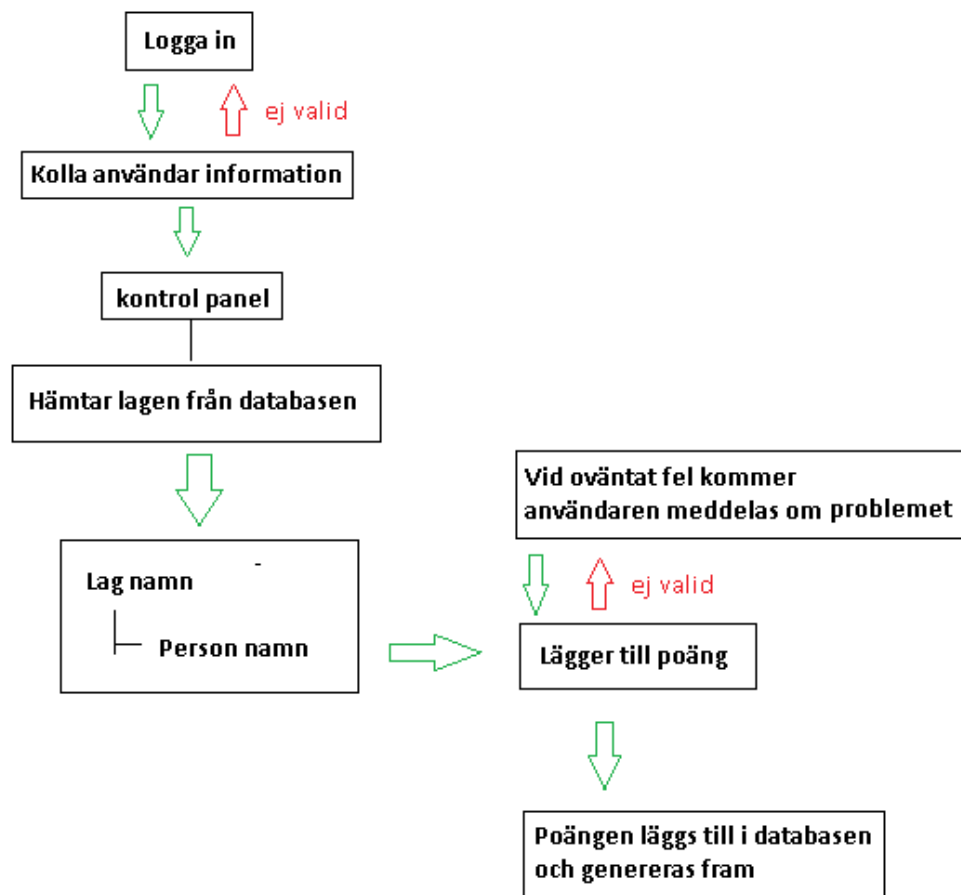 Logga in
ej valid
Kolla användar information
kontrol panel
Hämtar lagen från databasen
Lag namn
Person namn
Vid oväntat fel kommer
användaren meddelas om problemet
ej valid
Lägger till poäng
Poängen läggs till i databasen
och genereras fram